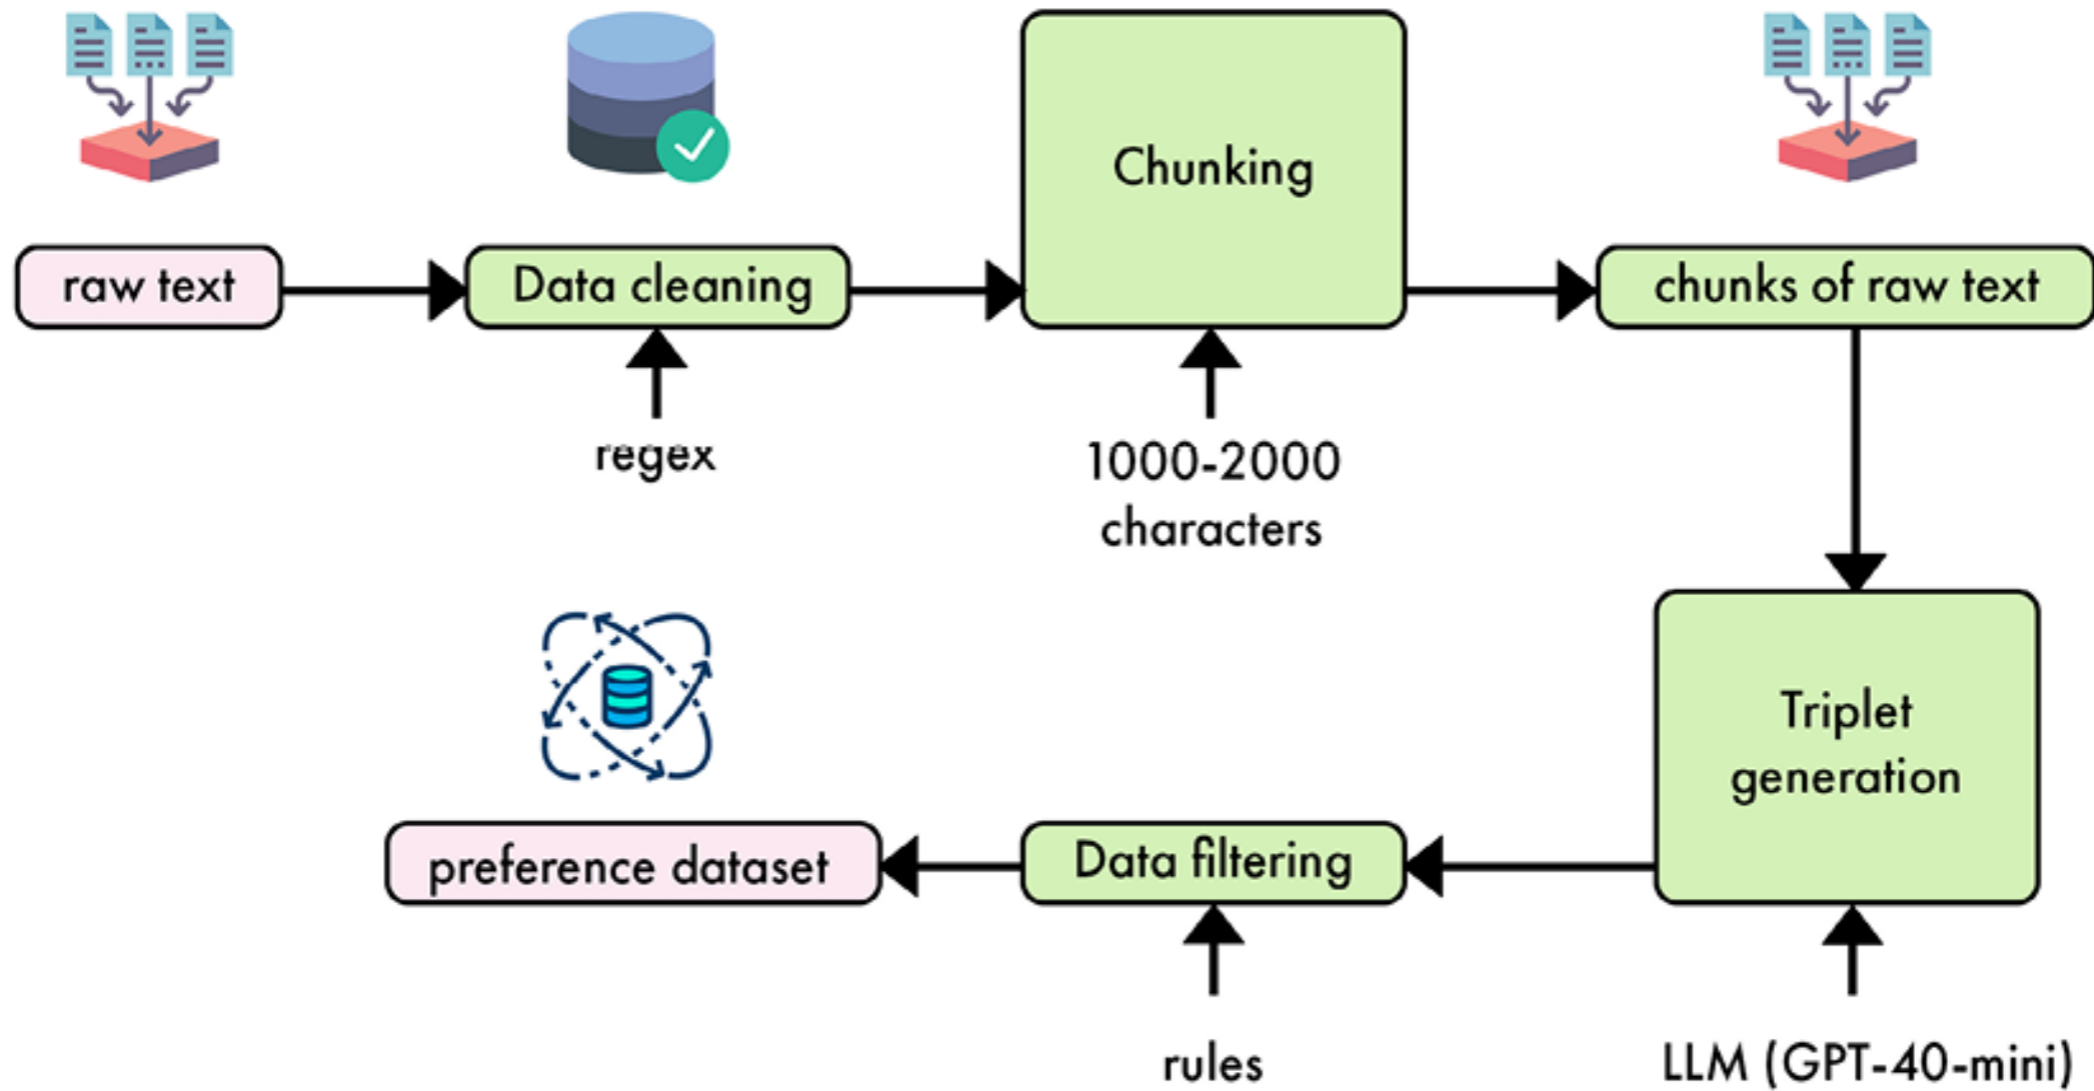 Chunking
raw text
Data cleaning
chunks of raw text
regex
1000-2000
characters
Triplet
generation
preference dataset
Data filtering
rules
LLM (GPT-40-mini)